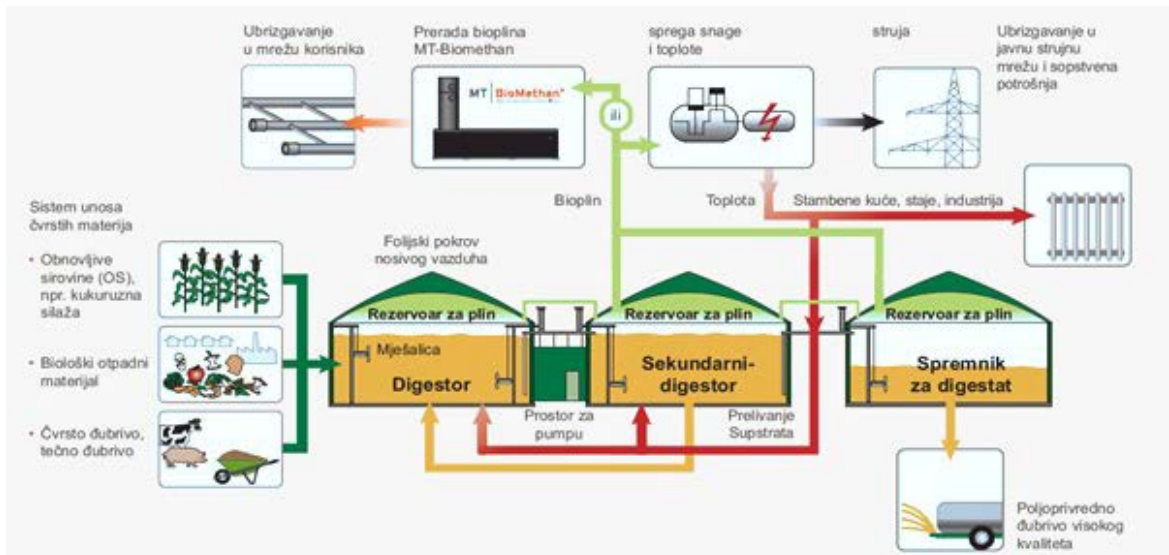 Ubrizgavanje
u mrežu korisnika
Prerada bioplina
MT-Biomethan
sprega snage
i toplote
struja
Ubrizgavanje u
javnu strujnu
mrežu i sopstvena
potrošnja
MT BioMethan
ili
Bioplin
Toplota
Stambene kuće, staje, industrija
Sistem unosa
čvrstih materija
• Obnovljive
sirovine (OS),
npr. kukuruzna
silaža
• Biološki otpadni
materijal
• Čvrsto đubrivo,
tečno đubrivo
Folijski pokrov
nosivog vazduha
Rezervoar za plin
Rezervoar za plin
Rezervoar za plin
Mješalica
Digestor
Sekundarni-
digestor
Spremnik
za digestat
Prostor za
pumpu
Prelivanje
Supstrata
Poljoprivredno
đubrivo visokog
kvaliteta